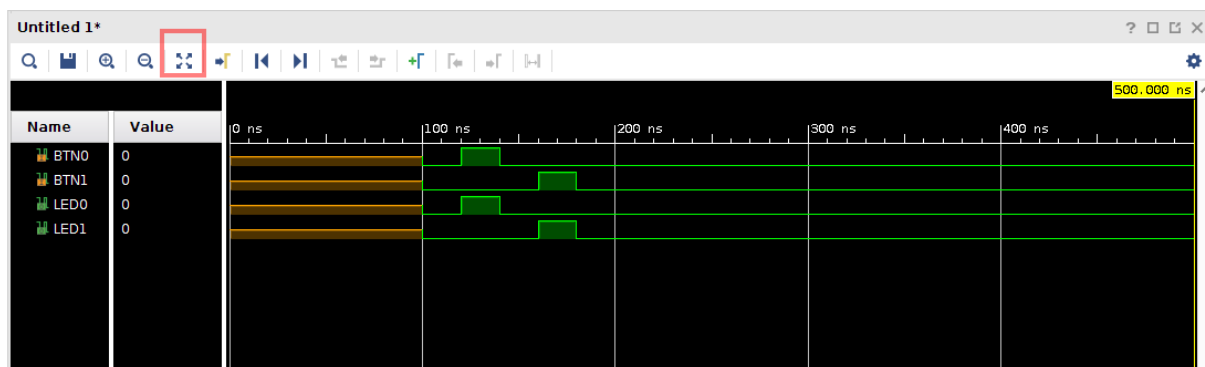 Untitled 1*
?
500.000 ns
Name Value
0 ns 100 ns 200 ns 300 ns 400 ns
BTN0 0
BTN1 0
LED0 0
LED1 0